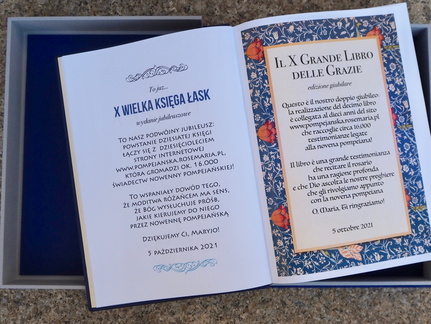 To jest
X WIELKA KSIĘGA ŁASK
wydanie jubileuszowe
TO NASZ PODWÓJNY JUBILEUSZ:
POWSTANIE DZIESIĄTEJ KSIĘGI
ŁĄCZY SIĘ Z DZIESIĘCIOLECIEM
STRONY INTERNETOWEJ
WWW.POMPEJANSKA.ROSEMARIA.PL,
KTÓRA GROMADZI OK. 16.000
ŚWIADECTW NOWENNY POMPEJAŃSKIEJ!
TO WSPANIAŁY DOWÓD TEGO,
ŻE MODLITWA RÓŻAŃCEM MA SENS,
ŻE BÓG WYSŁUCHUJE PRÓŚB,
JAKIE KIERUJEMY DO NIEGO
PRZEZ NOWENNĘ POMPEJAŃSKĄ
DZIĘKUJEMY CI, MARYJO!
5 PAŹDZIERNIKA 2021
IL X GRANDE LIBRO
DELLE GRAZIE
edizione giubilare
Questo è il nostro doppio giubileo:
la realizzazione del decimo libro
è collegata al dieci anni del sito
www.pompejanska.rosemaria.pl
che raccoglie circa 16.000
testimonianze legate
alla novena pompeiana!
Il libro è una grande testimonianza
che recitare il rosario
ha una ragione profonda
e che Dio ascolta le nostre preghiere
che gli rivolgiamo appunto
con la novena pompeiana
O, Maria, Ti ringraziamo!
5 ottobre 2021